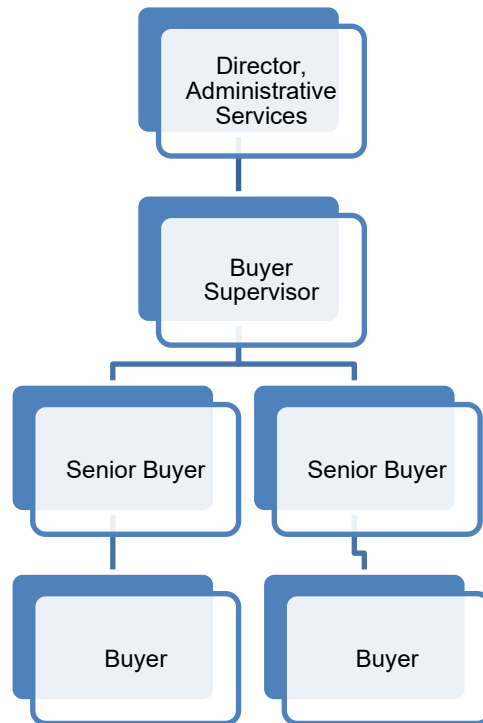 Director,
Administrative
Services
Buyer
Supervisor
Senior Buyer
Senior Buyer
Buyer
Buyer